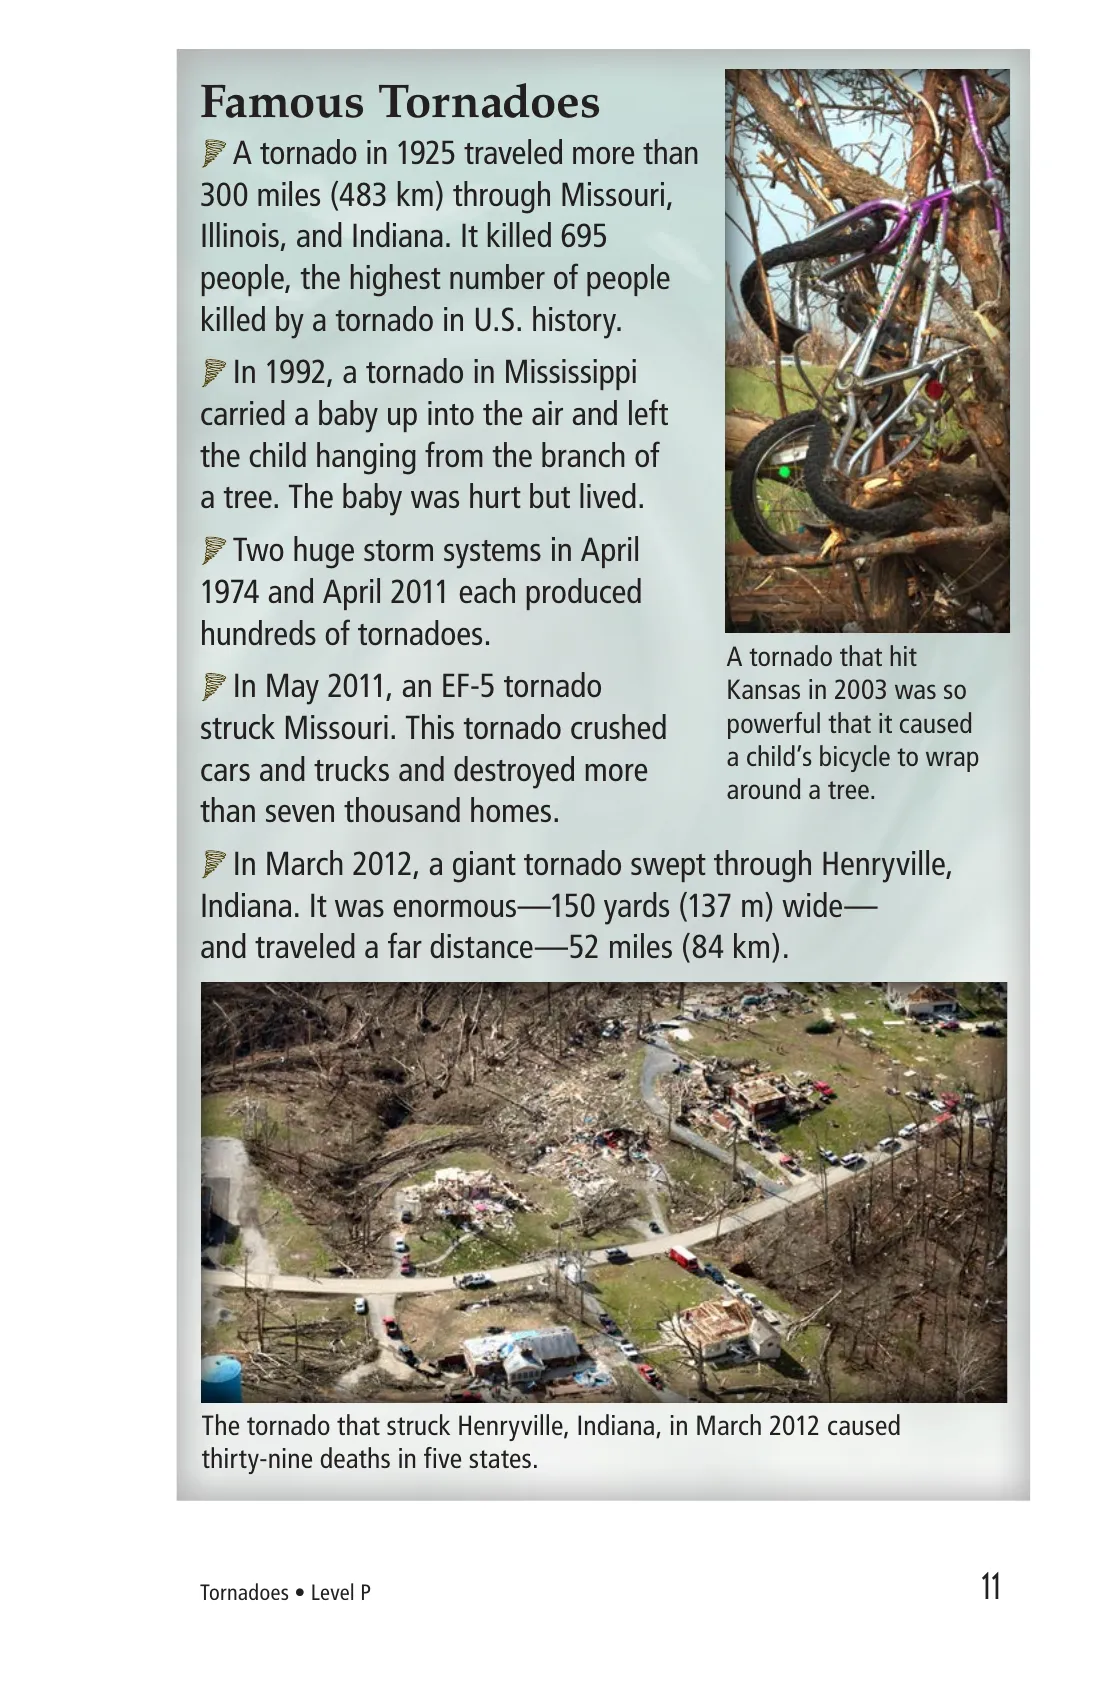 Famous Tornadoes
A tornado in 1925 traveled more than
300 miles (483 km) through Missouri,
Illinois, and Indiana. It killed 695
people, the highest number of people
killed by a tornado in U.S. history.
In 1992, a tornado in Mississippi
carried a baby up into the air and left
the child hanging from the branch of
a tree. The baby was hurt but lived.
Two huge storm systems in April
1974 and April 2011 each produced
hundreds of tornadoes.
In May 2011, an EF-5 tornado
struck Missouri. This tornado crushed
cars and trucks and destroyed more
than seven thousand homes.
A tornado that hit
Kansas in 2003 was so
powerful that it caused
a child’s bicycle to wrap
around a tree.
In March 2012, a giant tornado swept through Henryville,
Indiana. It was enormous—150 yards (137 m) wide—
and traveled a far distance—52 miles (84 km).
The tornado that struck Henryville, Indiana, in March 2012 caused
thirty-nine deaths in five states.
Tornadoes • Level P
11